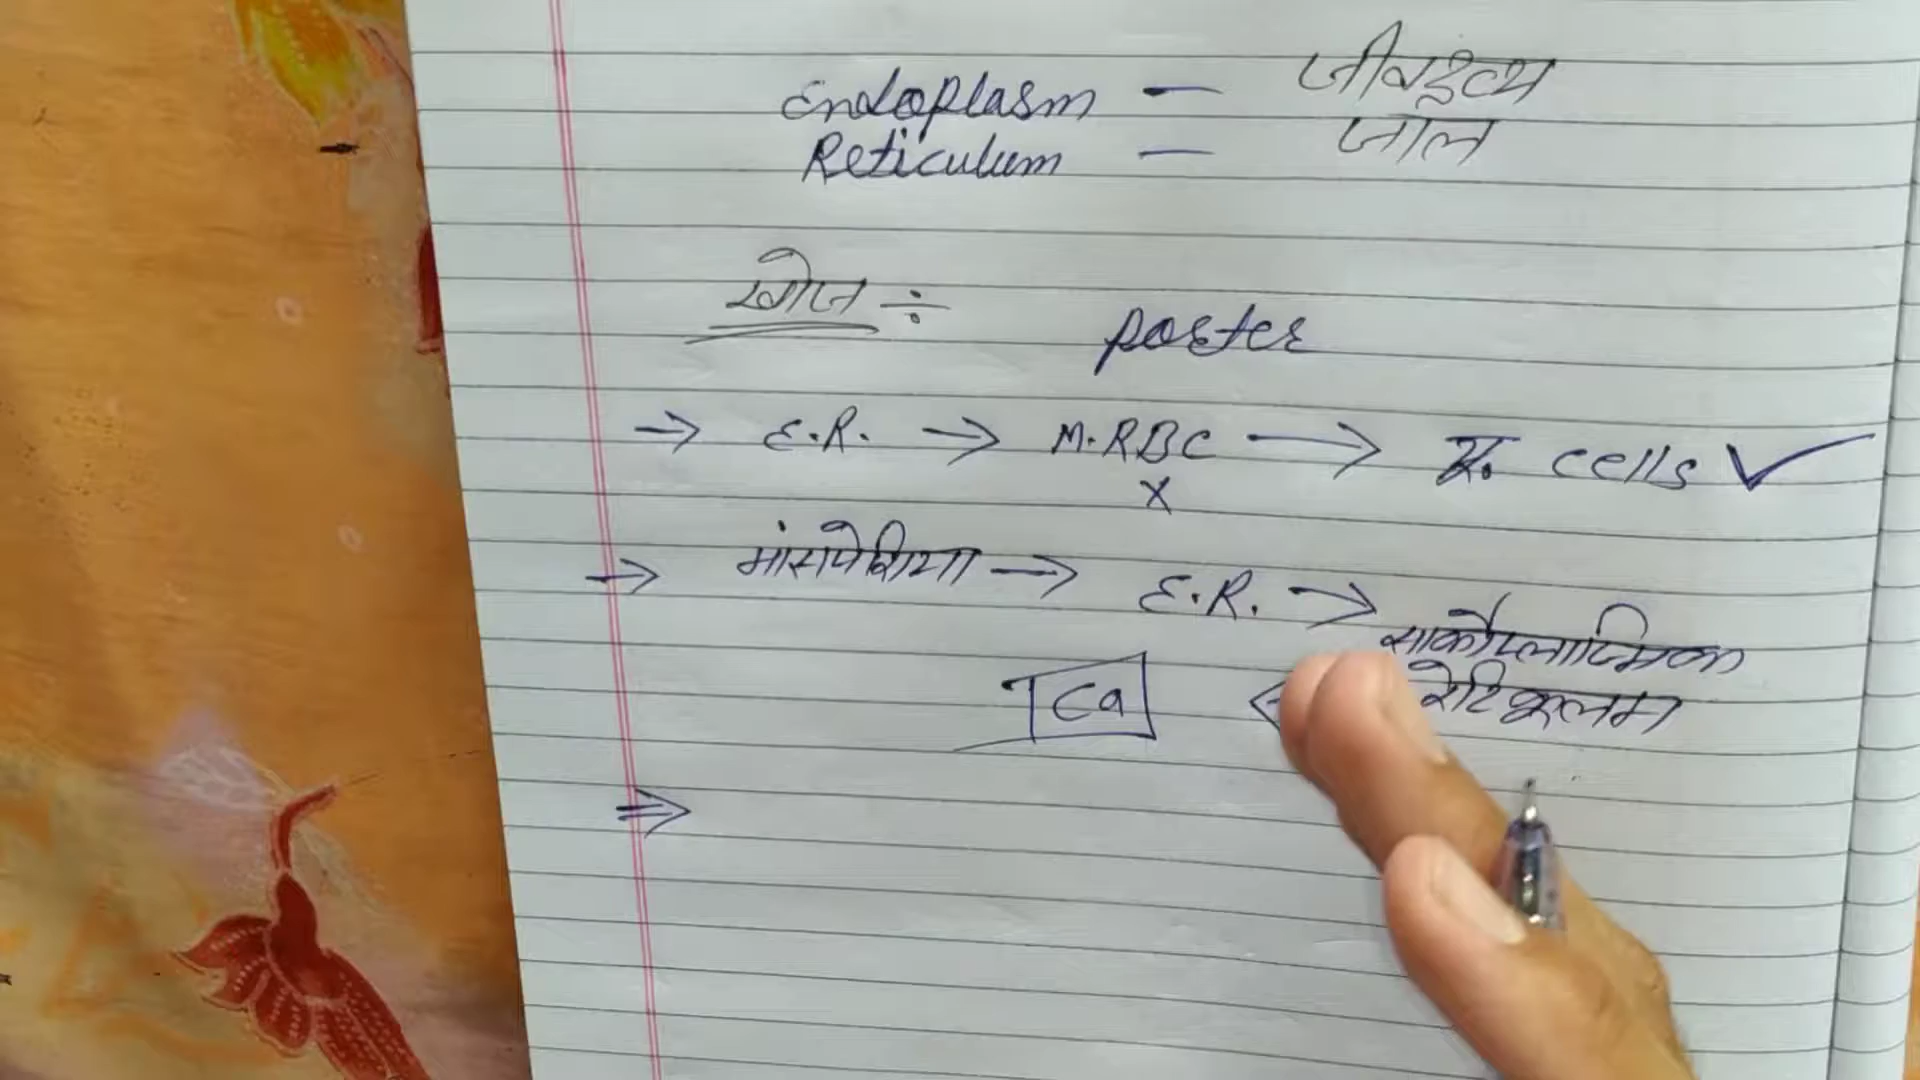 Endoplasm - जीवद्रव्य
Reticulum - जाल
खोज ÷
porter
→ E.R. → M.RBC → यू. cells ✓
x
→ मांसपेशिया → E.R. → सार्कोप्लाज्मिक
रेटिकुलम
Ca
⇒